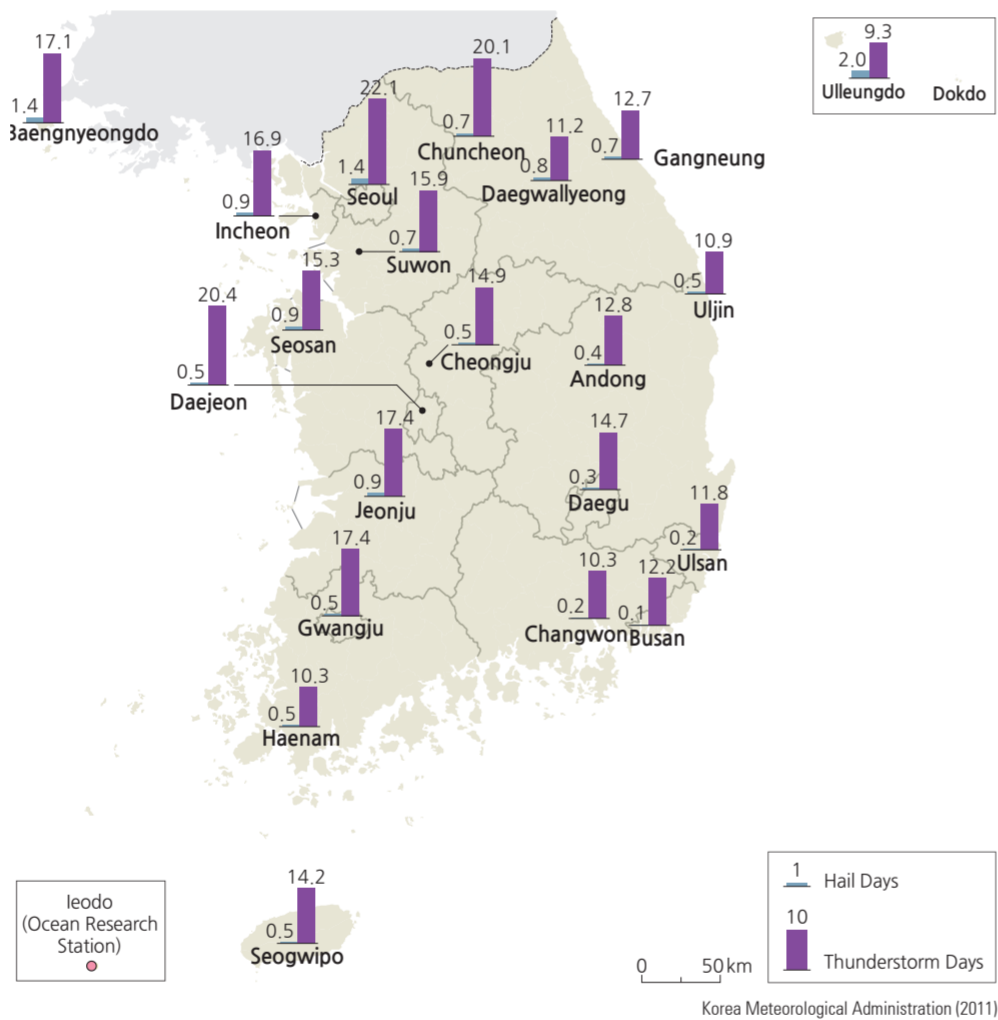 17.1
1.4
Baengnyeongdo
20.1
0.7
Chuncheon
22.1
1.4
Seoul
16.9
0.9
Incheon
15.9
0.7
Suwon
11.2
0.8
Daegwallyeong
12.7
0.7
Gangneung
9.3
2.0
Ulleungdo
Dokdo
10.9
0.5
Uljin
15.3
0.9
Seosan
20.4
0.5
Daejeon
14.9
0.5
Cheongju
12.8
0.4
Andong
17.4
0.9
Jeonju
14.7
0.3
Daegu
11.8
0.2
Ulsan
17.4
0.5
Gwangju
10.3
0.2
Changwon
12.2
0.1
Busan
10.3
0.5
Haenam
14.2
0.5
Seogwipo
Ieodo
(Ocean Research
Station)
0 50 km
1
Hail Days
10
Thunderstorm Days
Korea Meteorological Administration (2011)